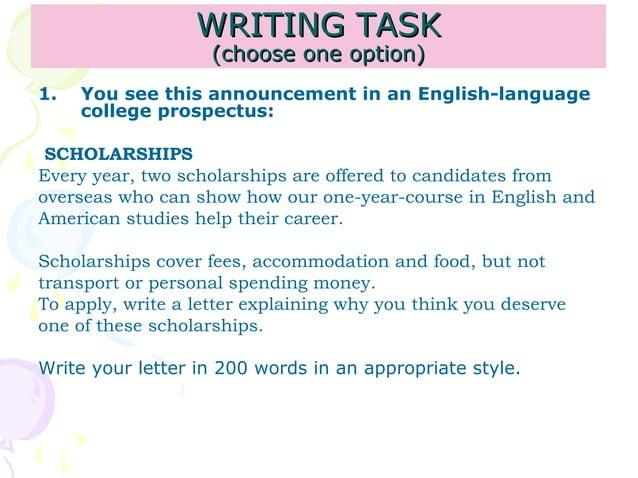 WRITING TASK
(choose one option)
1. You see this announcement in an English-language
college prospectus:
SCHOLARSHIPS
Every year, two scholarships are offered to candidates from
overseas who can show how our one-year-course in English and
American studies help their career.
Scholarships cover fees, accommodation and food, but not
transport or personal spending money.
To apply, write a letter explaining why you think you deserve
one of these scholarships.
Write your letter in 200 words in an appropriate style.